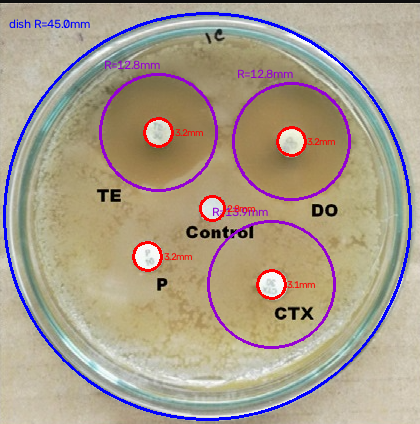 dish R=45.0mm
IC
R=12.8mm
R=12.8mm
3.2mm
3.2mm
TE
DO
R=13.9mm
Control
3.2mm
P
3.1mm
CTX